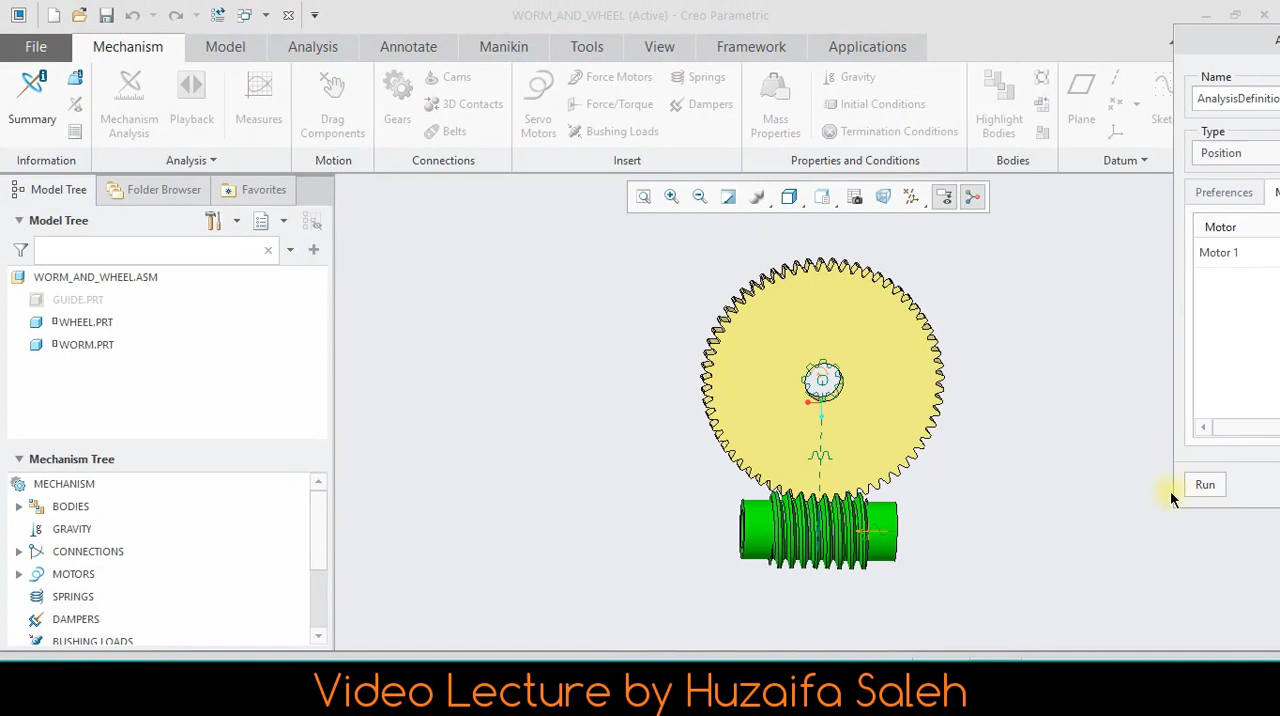 WORM_AND_WHEEL (Active) - Creo Parametric
File Mechanism Model Analysis Annotate Manikin Tools View Framework Applications
Summary
Mechanism Analysis
Playback
Measures
Drag Components
Gears
Cams
3D Contacts
Belts
Servo Motors
Force Motors
Force/Torque
Bushing Loads
Springs
Dampers
Mass Properties
Gravity
Initial Conditions
Termination Conditions
Highlight Bodies
Plane
Information Analysis Motion Connections Insert Properties and Conditions Bodies Datum
Model Tree Folder Browser Favorites
Model Tree
WORM_AND_WHEEL.ASM
GUIDE.PRT
WHEEL.PRT
WORM.PRT
Mechanism Tree
MECHANISM
BODIES
GRAVITY
CONNECTIONS
MOTORS
SPRINGS
DAMPERS
BUSHING LOADS
Name
Type
Position
Preferences
Motor
Motor 1
Run
Video Lecture by Huzaifa Saleh